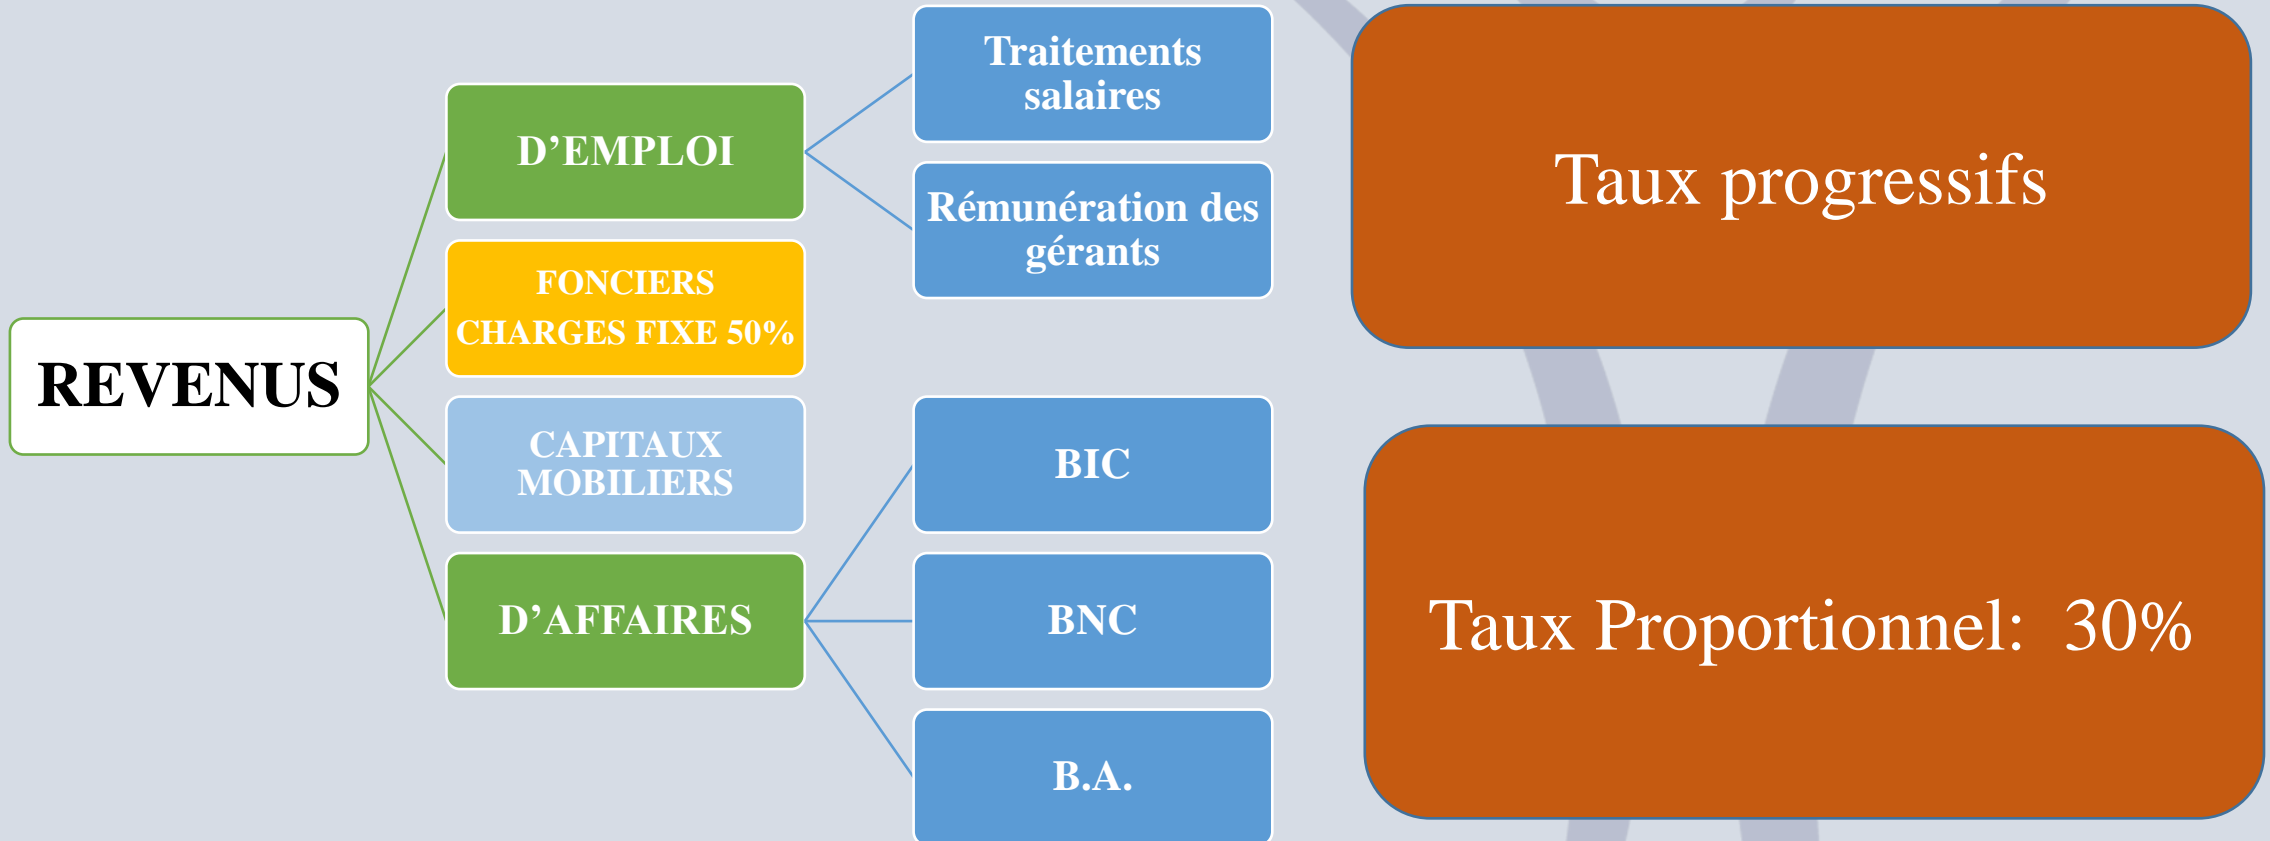 REVENUS
D’EMPLOI
Traitements
salaires
Rémunération des
gérants
FONCIERS
CHARGES FIXE 50%
CAPITAUX
MOBILIERS
D’AFFAIRES
BIC
BNC
B.A.
Taux progressifs
Taux Proportionnel: 30%